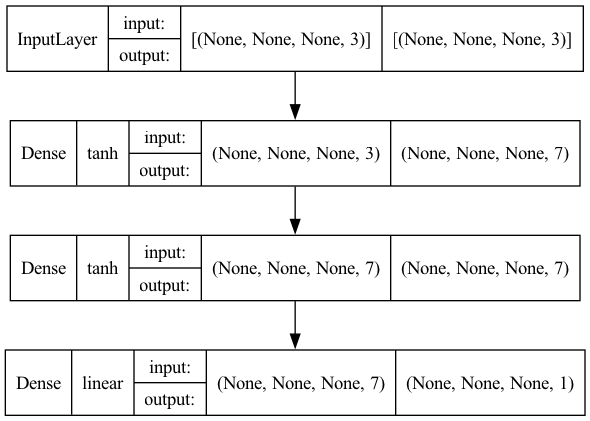 InputLayer input: output: [(None, None, None, 3)] [(None, None, None, 3)]
Dense tanh input: output: (None, None, None, 3) (None, None, None, 7)
Dense tanh input: output: (None, None, None, 7) (None, None, None, 7)
Dense linear input: output: (None, None, None, 7) (None, None, None, 1)